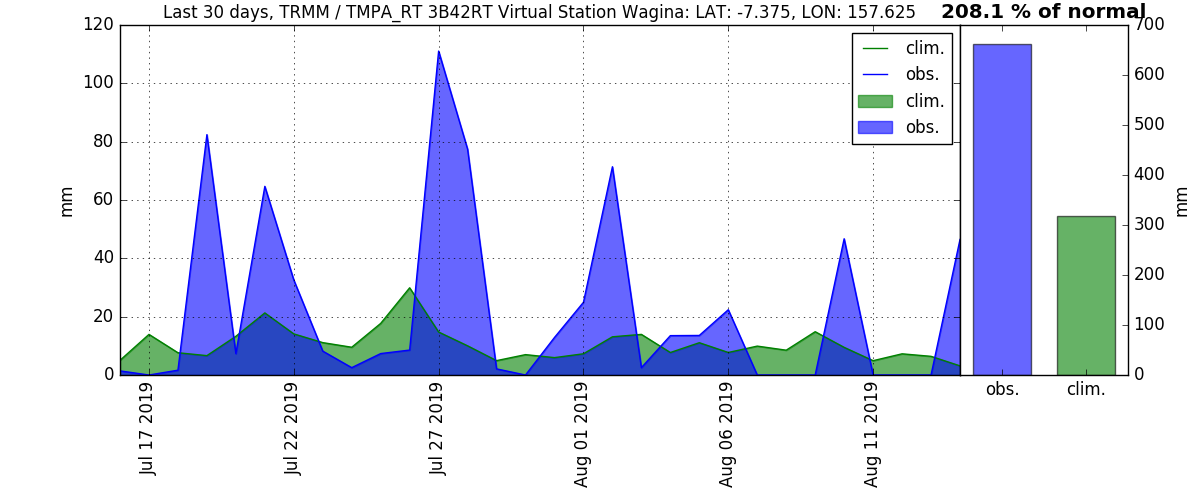 Last 30 days, TRMM / TMPA_RT 3B42RT Virtual Station Wagina: LAT: -7.375, LON: 157.625
208.1 % of normal
120
100
80
60
40
20
0
mm
clim.
obs.
clim.
obs.
700
600
500
400
300
200
100
0
mm
Jul 17 2019
Jul 22 2019
Jul 27 2019
Aug 01 2019
Aug 06 2019
Aug 11 2019
obs.
clim.